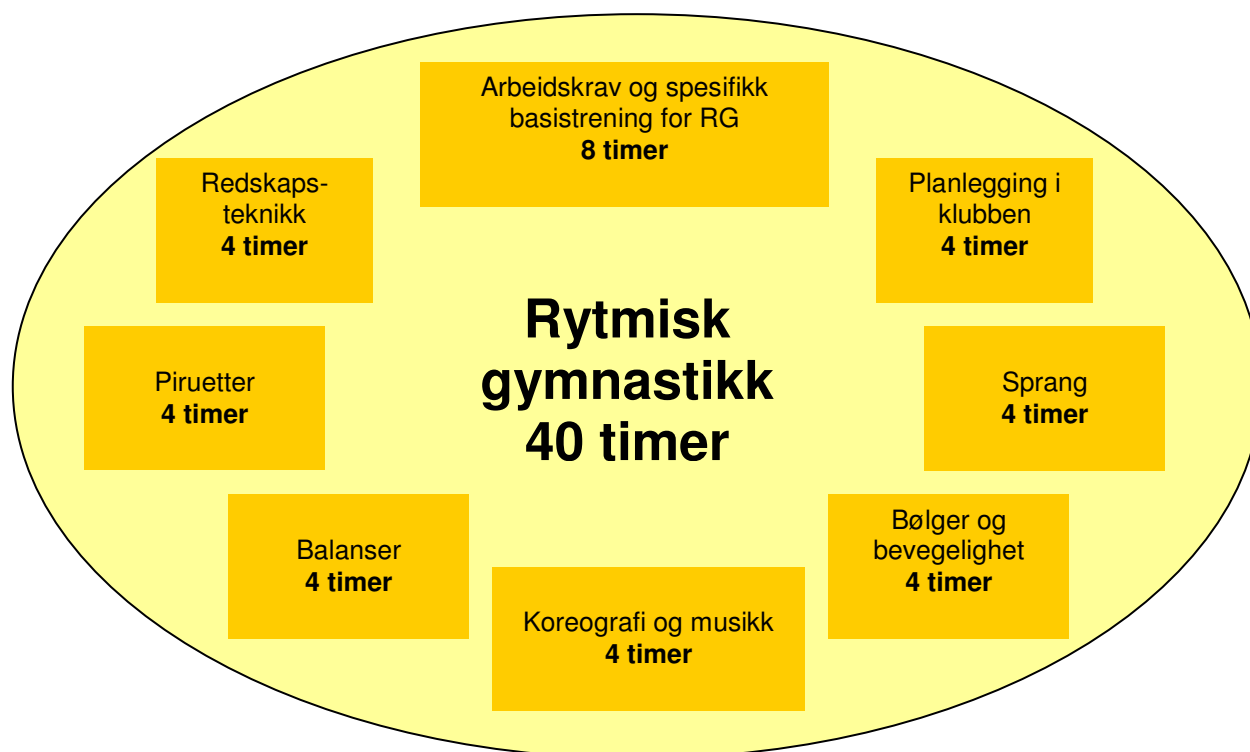 Arbeidskrav og spesifikk
basistrening for RG
8 timer
Redskaps-
teknikk
4 timer
Planlegging i
klubben
4 timer
Rytmisk
gymnastikk
40 timer
Piruetter
4 timer
Sprang
4 timer
Balanser
4 timer
Bølger og
bevegelighet
4 timer
Koreografi og musikk
4 timer